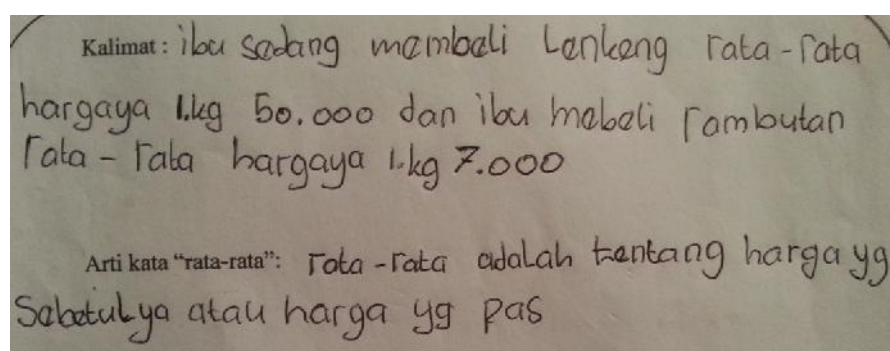 Kalimat : ibu sedang membeli Lenkeng rata-rata
hargaya 1.kg 50.000 dan ibu mebeli rambutan
rata - rata hargaya 1.kg 7.000
Arti kata “rata-rata”: rata-rata adalah tentang harga yg
Sebetulya atau harga yg pas